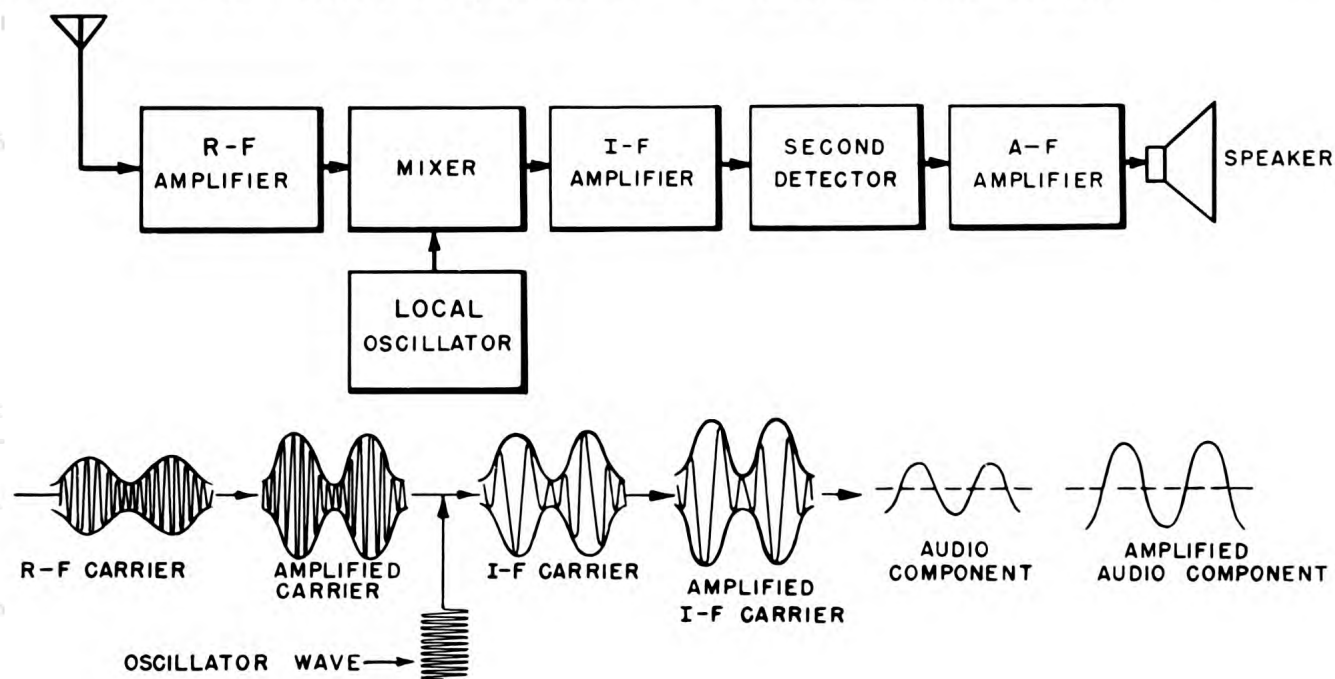 R-F
AMPLIFIER
MIXER
I-F
AMPLIFIER
SECOND
DETECTOR
A-F
AMPLIFIER
SPEAKER
LOCAL
OSCILLATOR
R-F CARRIER
AMPLIFIED
CARRIER
I-F CARRIER
AMPLIFIED
I-F CARRIER
AUDIO
COMPONENT
AMPLIFIED
AUDIO COMPONENT
OSCILLATOR WAVE